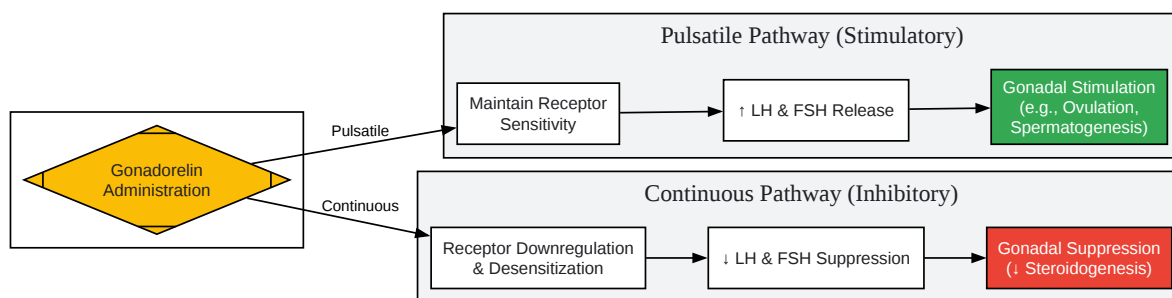 Pulsatile Pathway (Stimulatory)
Maintain Receptor
Sensitivity
↑ LH & FSH Release
Gonadal Stimulation
(e.g., Ovulation,
Spermatogenesis)
Pulsatile
Gonadorelin
Administration
Continuous
Continuous Pathway (Inhibitory)
Receptor Downregulation
& Desensitization
↓ LH & FSH Suppression
Gonadal Suppression
(↓ Steroidogenesis)